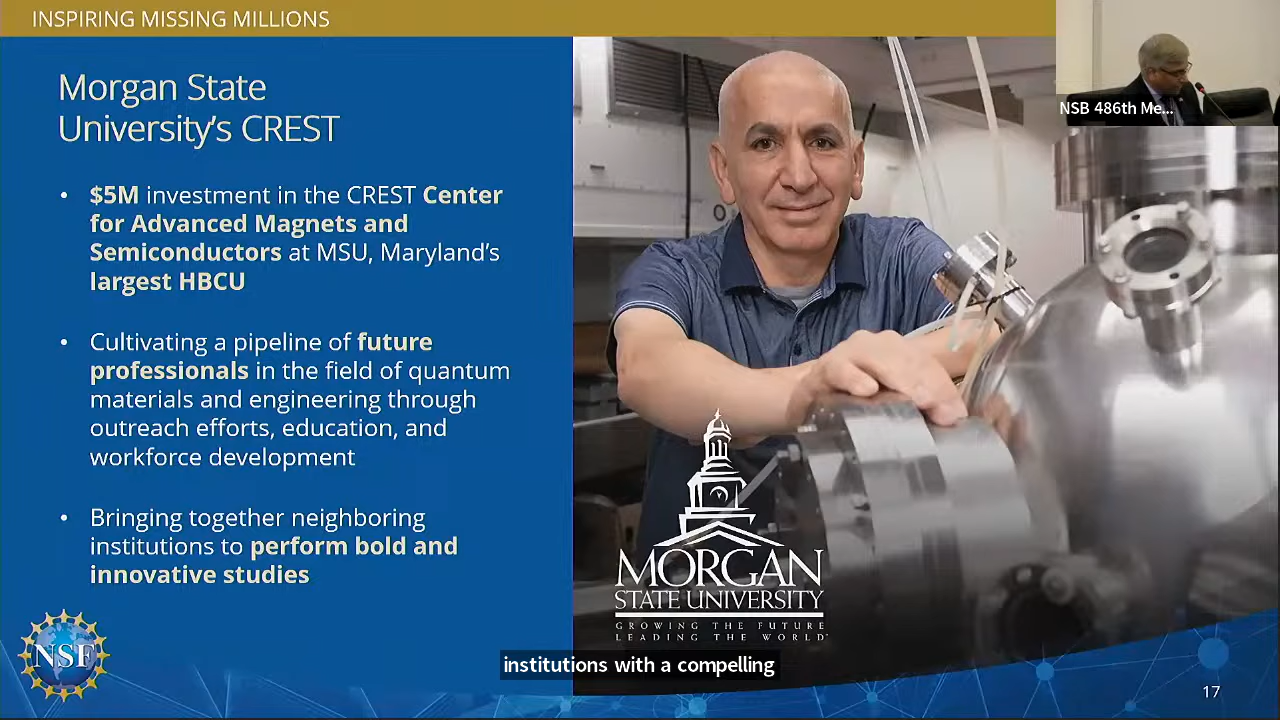 INSPIRING MISSING MILLIONS
NSB 486th Me...
Morgan State
University's CREST
• $5M investment in the CREST Center
for Advanced Magnets and
Semiconductors at MSU, Maryland's
largest HBCU
• Cultivating a pipeline of future
professionals in the field of quantum
materials and engineering through
outreach efforts, education, and
workforce development
• Bringing together neighboring
institutions to perform bold and
innovative studies
MORGAN
STATE UNIVERSITY
GROWING THE FUTURE
LEADING THE WORLD
NSF
institutions with a compelling
17